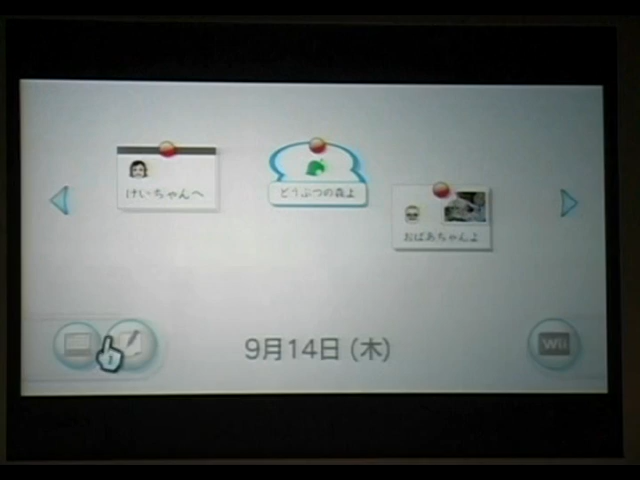 けいちゃんへ
どうぶつの森よ
おばあちゃんよ
9月14日(木)
Wii